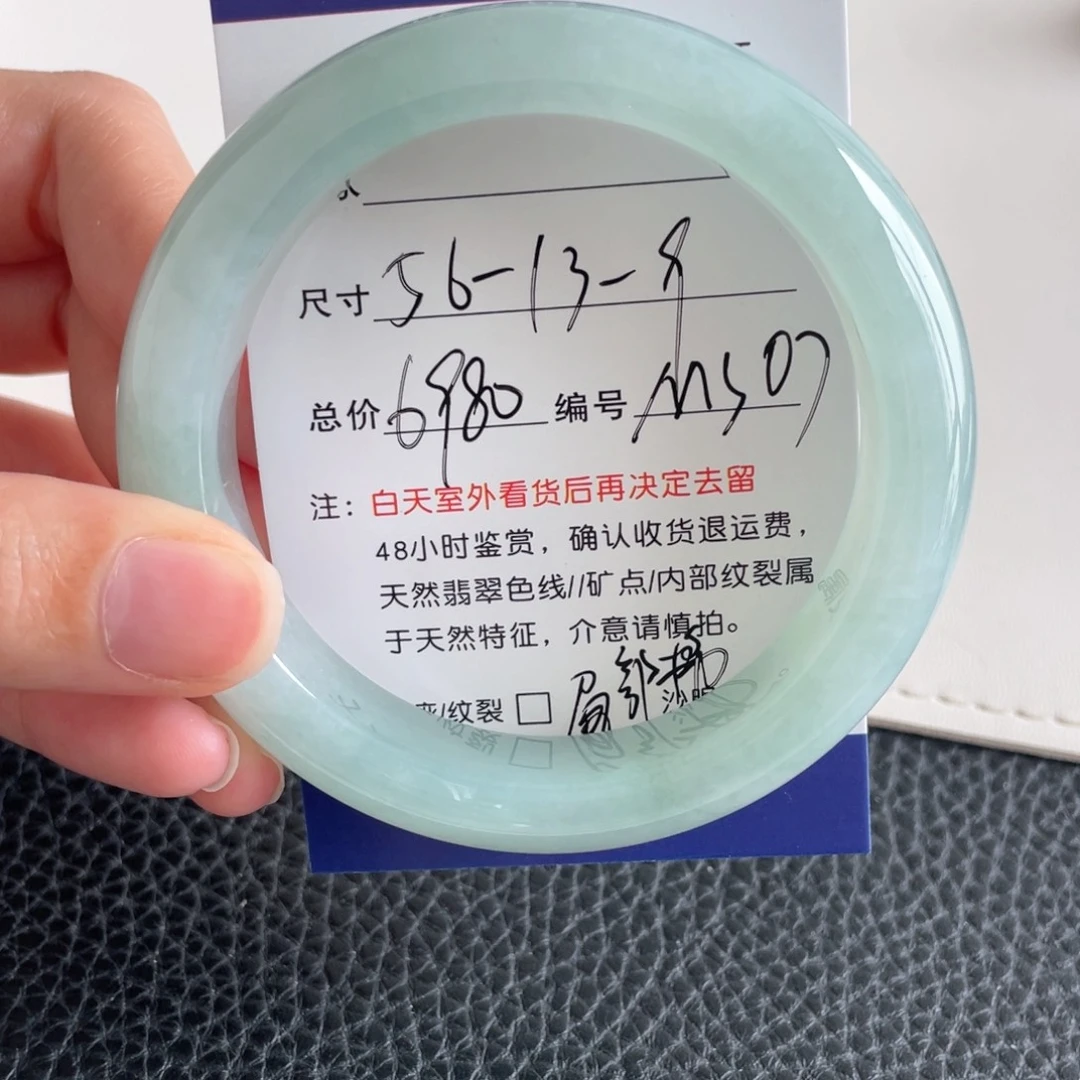 尺寸 56-13-9
总价 6980 编号 MS07
注：白天室外看货后再决定去留
48小时鉴赏，确认收货退运费，
天然翡翠色线//矿点/内部纹裂属
于天然特征，介意请慎拍。
/纹裂 □